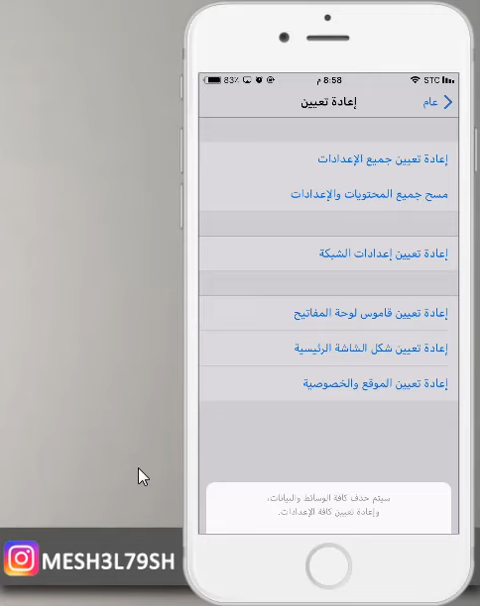 83٪ 8:58 م STC
عام
إعادة تعيين
إعادة تعيين جميع الإعدادات
مسح جميع المحتويات والإعدادات
إعادة تعيين إعدادات الشبكة
إعادة تعيين قاموس لوحة المفاتيح
إعادة تعيين شكل الشاشة الرئيسية
إعادة تعيين الموقع والخصوصية
سيتم حذف كافة الوسائط والبيانات،
وإعادة تعيين كافة الإعدادات.
MESH3L79SH